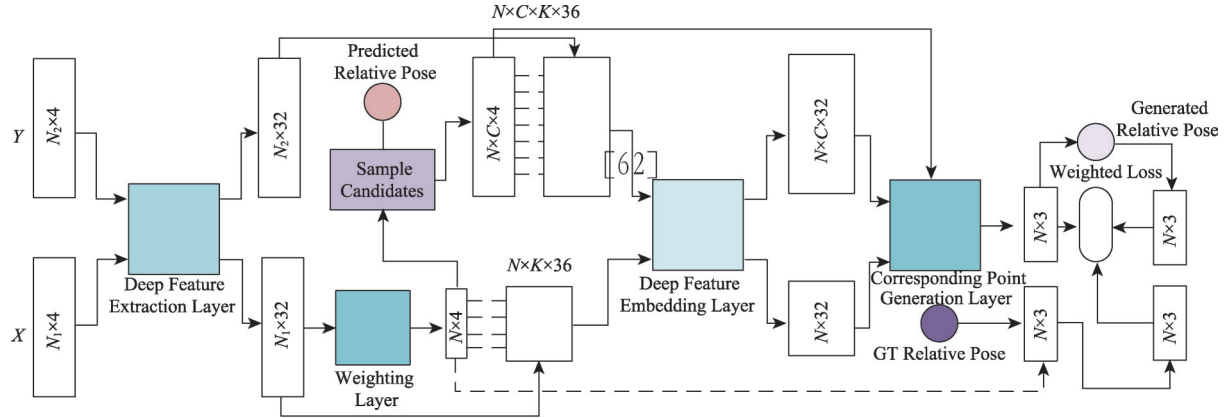 N×C×K×36
Predicted
Relative Pose
Y
N₂×4
N₂×32
Sample
Candidates
N×C×4
[62]
N×C×32
Generated
Relative Pose
Weighted Loss
N×3
N×3
Deep Feature
Extraction Layer
N×K×36
Deep Feature
Embedding Layer
Corresponding Point
Generation Layer
X
N₁×4
N₁×32
Weighting
Layer
N×4
N×32
GT Relative Pose
N×3
N×3